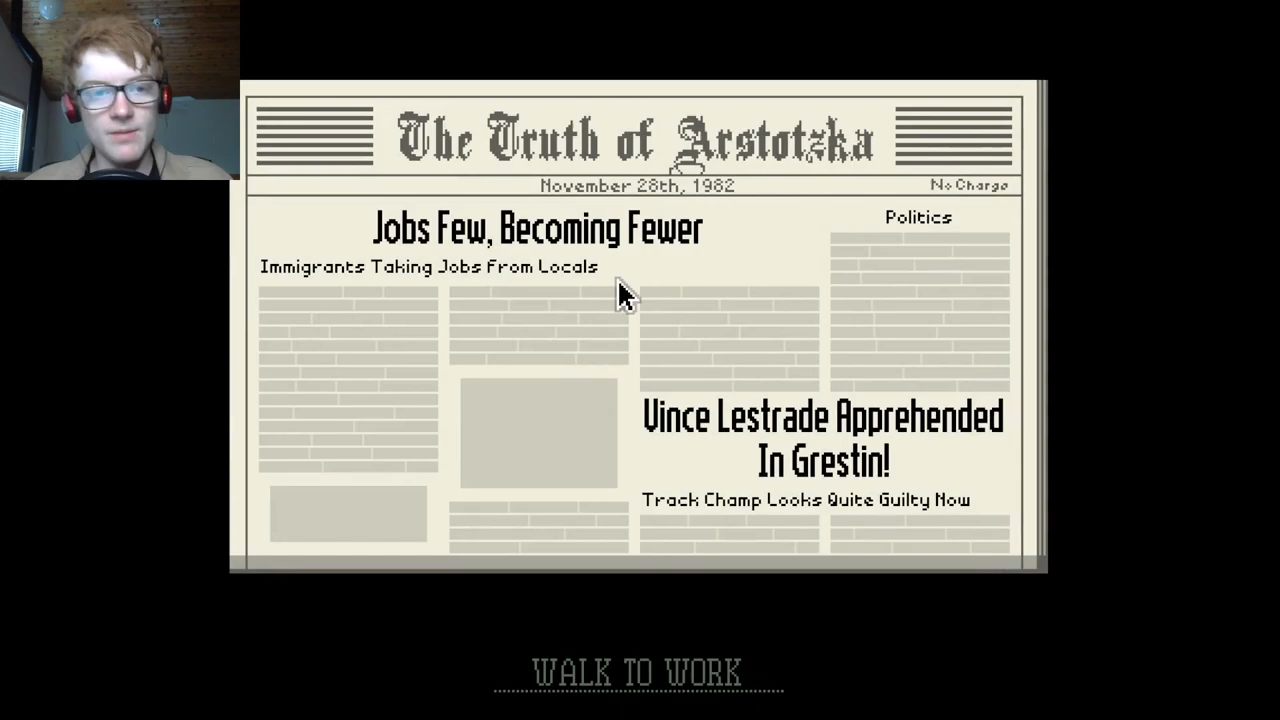 The Truth of Arstotzka
November 28th, 1982
No Charge
Jobs Few, Becoming Fewer
Immigrants Taking Jobs From Locals
Politics
Vince Lestrade Apprehended
In Grestin!
Track Champ Looks Quite Guilty Now
WALK TO WORK